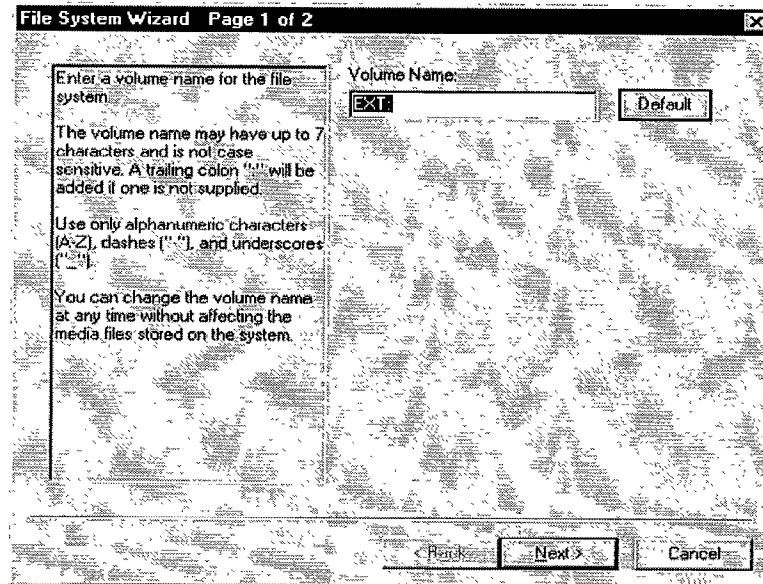 File System Wizard Page 1 of 2
Enter a volume name for the file
system.
The volume name may have up to 7
characters and is not case
sensitive. A trailing colon ":" will be
added if one is not supplied.
Use only alphanumeric characters
(A-Z), dashes ("-"), and underscores
("_").
You can change the volume name
at any time without affecting the
media files stored on the system.
Volume Name:
EXT:
Default
< Back
Next >
Cancel